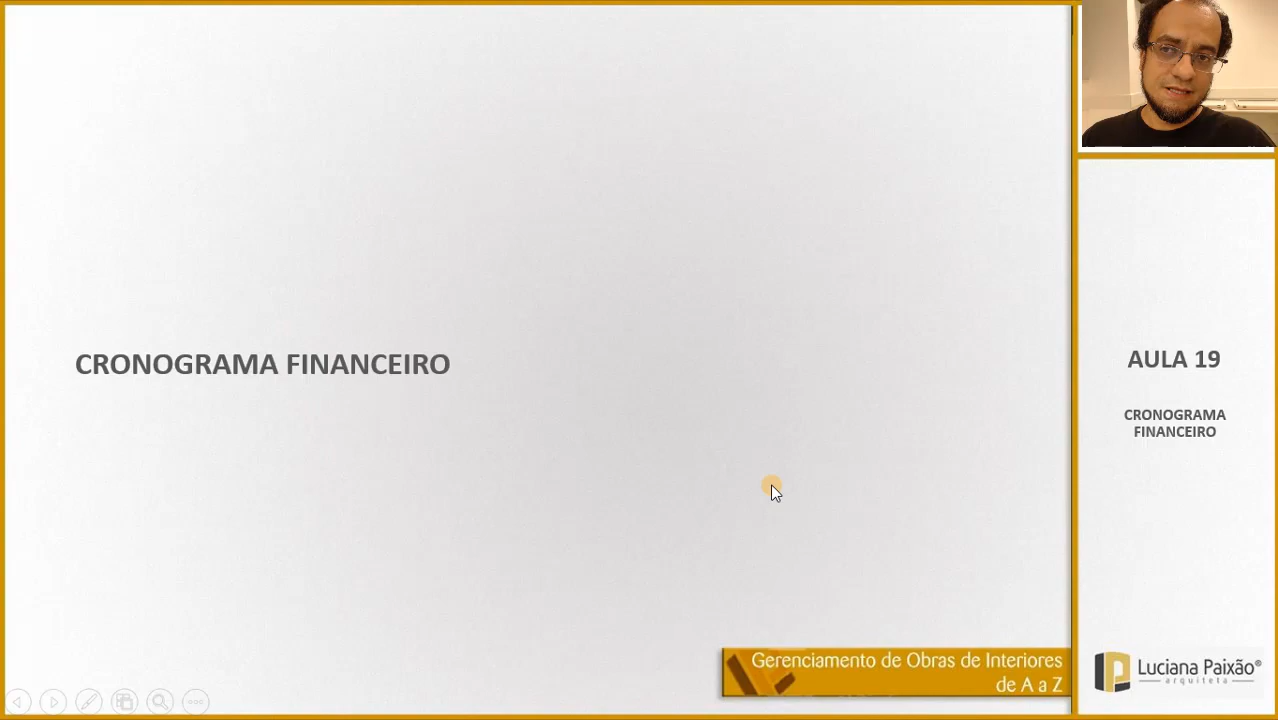 CRONOGRAMA FINANCEIRO
AULA 19
CRONOGRAMA
FINANCEIRO
Gerenciamento de Obras de Interiores
de A a Z
Luciana Paixão®
arquiteta